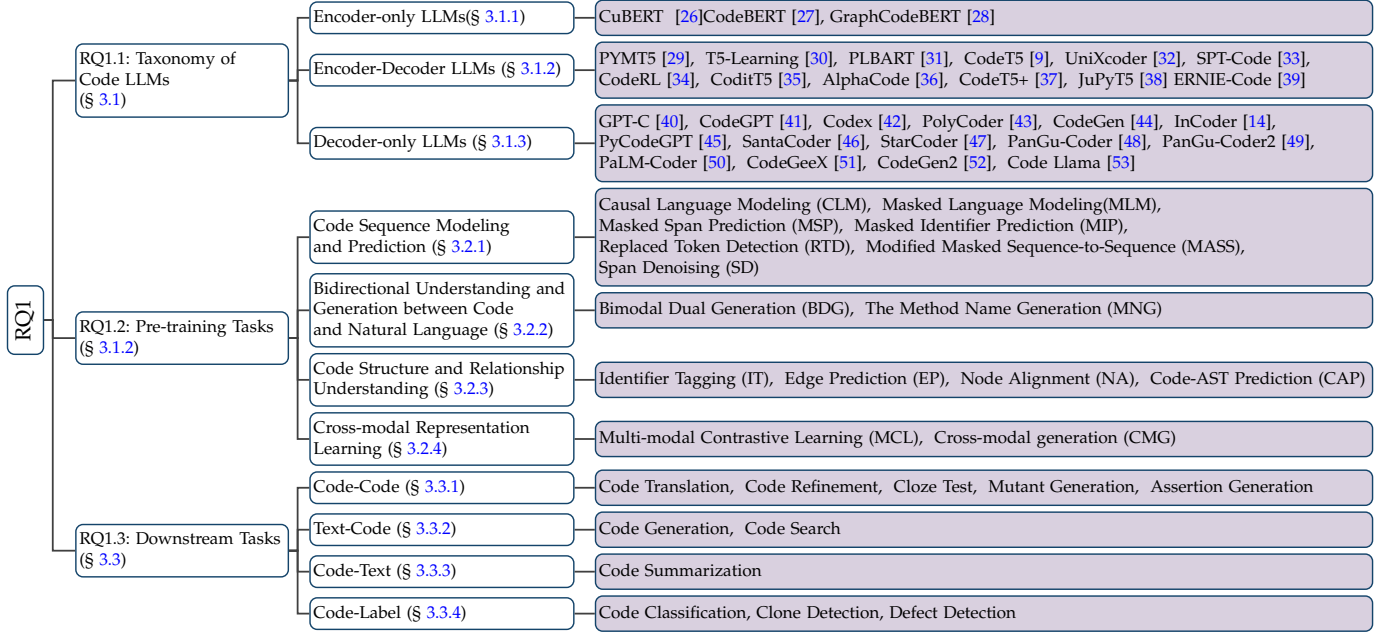 RQ1
RQ1.1: Taxonomy of
Code LLMs
(§ 3.1)
Encoder-only LLMs(§ 3.1.1)
CuBERT [26]CodeBERT [27], GraphCodeBERT [28]
Encoder-Decoder LLMs (§ 3.1.2)
PYMT5 [29], T5-Learning [30], PLBART [31], CodeT5 [9], UniXcoder [32], SPT-Code [33],
CodeRL [34], CoditT5 [35], AlphaCode [36], CodeT5+ [37], JuPyT5 [38] ERNIE-Code [39]
Decoder-only LLMs (§ 3.1.3)
GPT-C [40], CodeGPT [41], Codex [42], PolyCoder [43], CodeGen [44], InCoder [14],
PyCodeGPT [45], SantaCoder [46], StarCoder [47], PanGu-Coder [48], PanGu-Coder2 [49],
PaLM-Coder [50], CodeGeeX [51], CodeGen2 [52], Code Llama [53]
RQ1.2: Pre-training Tasks
(§ 3.1.2)
Code Sequence Modeling
and Prediction (§ 3.2.1)
Causal Language Modeling (CLM), Masked Language Modeling(MLM),
Masked Span Prediction (MSP), Masked Identifier Prediction (MIP),
Replaced Token Detection (RTD), Modified Masked Sequence-to-Sequence (MASS),
Span Denoising (SD)
Bidirectional Understanding and
Generation between Code
and Natural Language (§ 3.2.2)
Bimodal Dual Generation (BDG), The Method Name Generation (MNG)
Code Structure and Relationship
Understanding (§ 3.2.3)
Identifier Tagging (IT), Edge Prediction (EP), Node Alignment (NA), Code-AST Prediction (CAP)
Cross-modal Representation
Learning (§ 3.2.4)
Multi-modal Contrastive Learning (MCL), Cross-modal generation (CMG)
RQ1.3: Downstream Tasks
(§ 3.3)
Code-Code (§ 3.3.1)
Code Translation, Code Refinement, Cloze Test, Mutant Generation, Assertion Generation
Text-Code (§ 3.3.2)
Code Generation, Code Search
Code-Text (§ 3.3.3)
Code Summarization
Code-Label (§ 3.3.4)
Code Classification, Clone Detection, Defect Detection